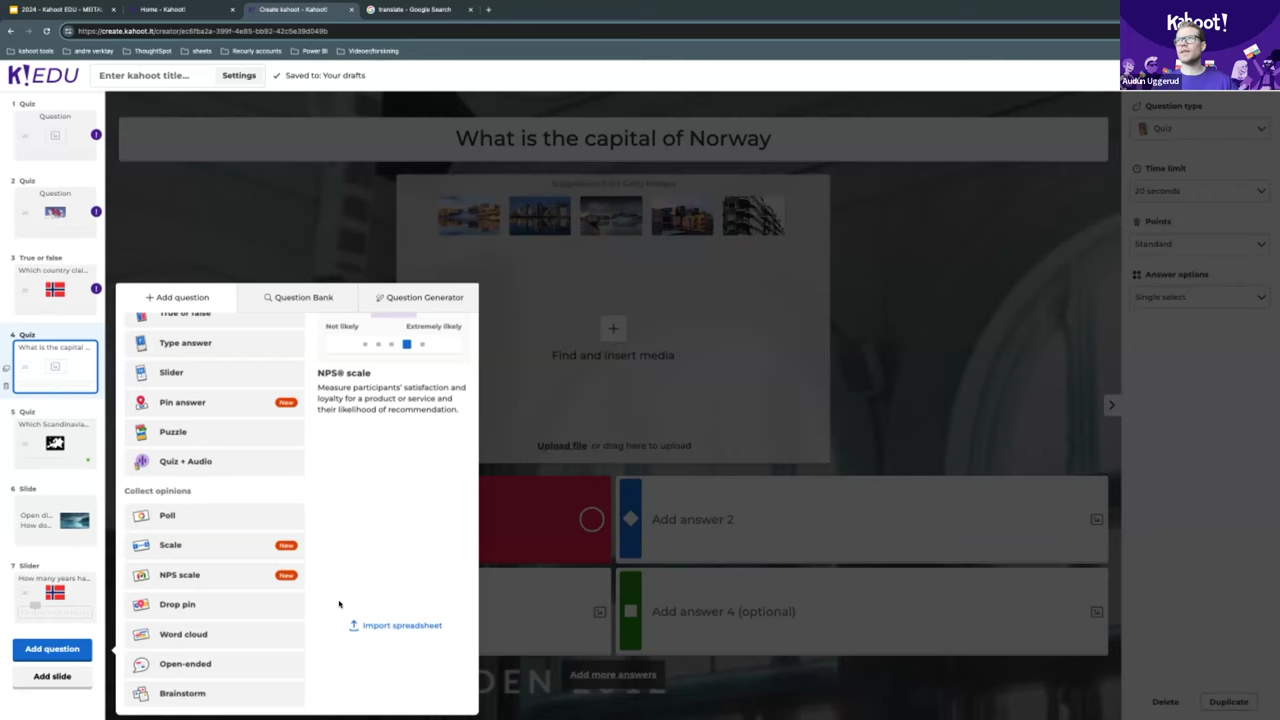 2024 - Kahoot EDU - MEITAL
Home - Kahoot!
Create kahoot - Kahoot!
translate - Google Search
https://create.kahoot.it/creator/ec6fba2a-399f-4e85-bb92-42c5e39d049b
kahoot tools
andre verktøy
ThoughtSpot
sheets
Recurly accounts
Power BI
Videoer/forskning
Kahoot!
Audun Uggerud
K!EDU
Enter kahoot title...
Settings
Saved to: Your drafts
1 Quiz
Question
2 Quiz
Question
3 True or false
Which country clai...
4 Quiz
What is the capital ...
5 Quiz
Which Scandinavia...
6 Slide
Open di...
How do...
7 Slider
How many years ha...
Add question
Add slide
What is the capital of Norway
Suggestions from Getty Images
Find and insert media
Upload file or drag here to upload
Add question
Question Bank
Question Generator
True or false
Type answer
Slider
Pin answer New
Puzzle
Quiz + Audio
Collect opinions
Poll
Scale New
NPS scale New
Drop pin
Word cloud
Open-ended
Brainstorm
Not likely
Extremely likely
NPS® scale
Measure participants' satisfaction and
loyalty for a product or service and
their likelihood of recommendation.
Import spreadsheet
Add answer 2
Add answer 4 (optional)
Add more answers
Question type
Quiz
Time limit
20 seconds
Points
Standard
Answer options
Single select
Delete
Duplicate